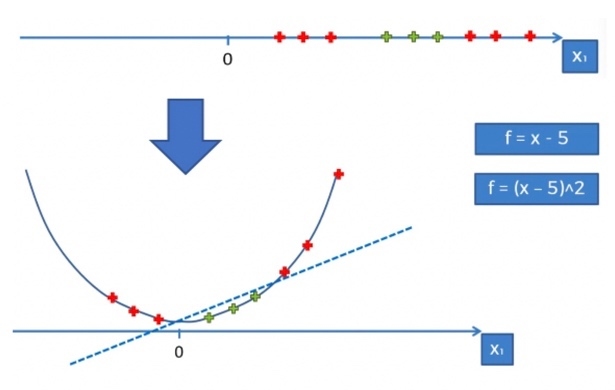 0
X₁
f = x - 5
f = (x – 5)^2
0
X₁